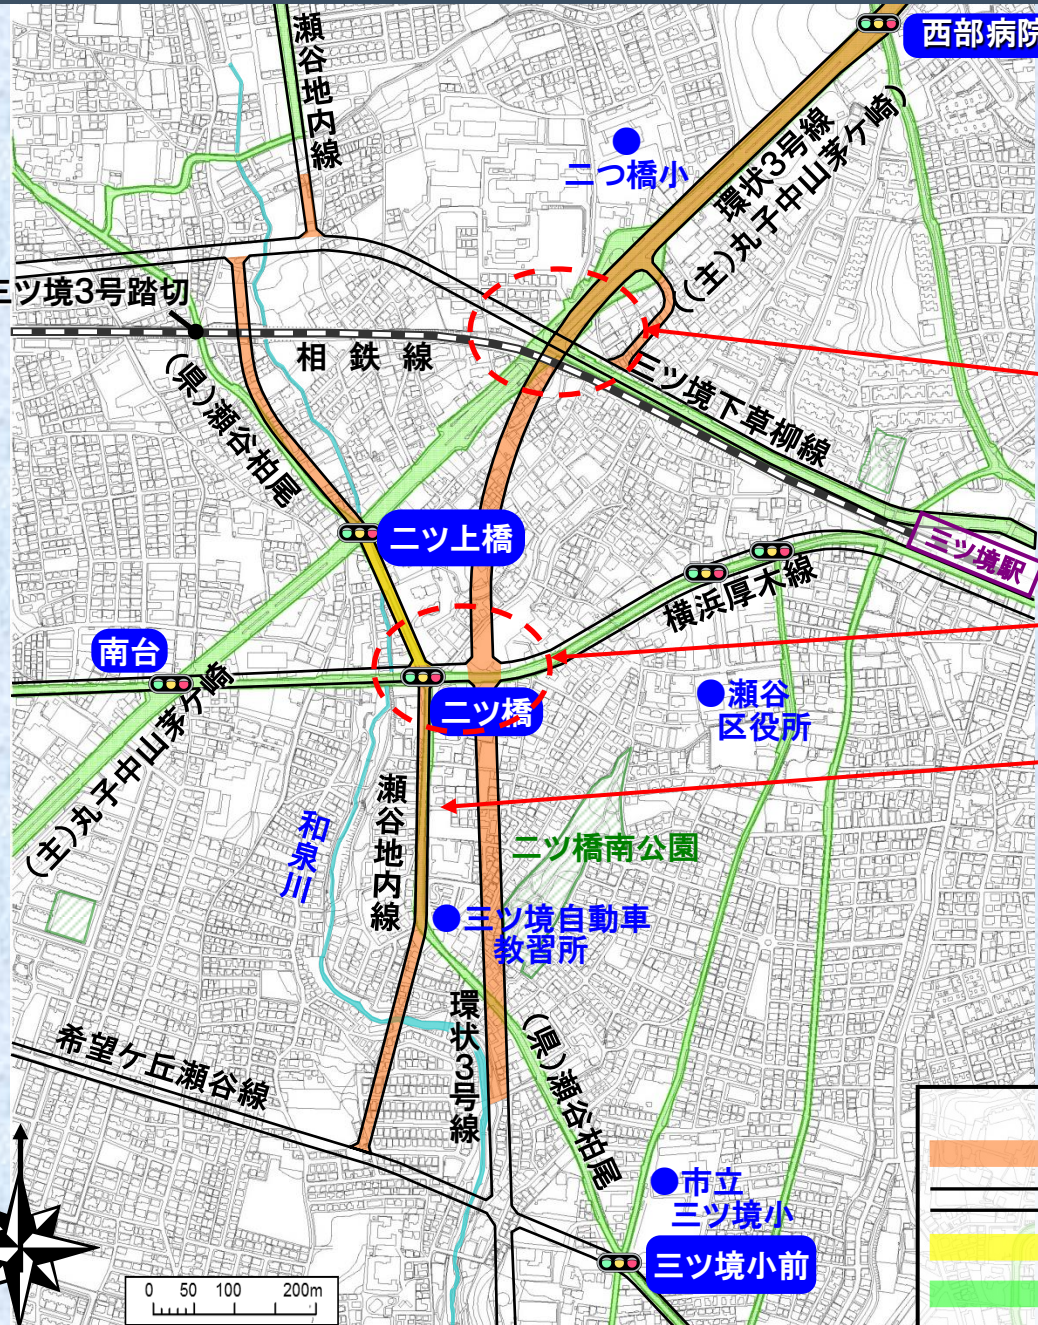 西部病院
瀬谷地内線
二つ橋小
環状3号線
(主)丸子中山茅ケ崎)
三ツ境3号踏切
相鉄線
(県)瀬谷柏尾
三ツ境下草柳線
二ツ上橋
三ツ境駅
横浜厚木線
南台
二ツ橋
瀬谷
区役所
(主)丸子中山茅ケ崎
瀬谷地内線
和泉川
二ツ橋南公園
三ツ境自動車
教習所
環状3号線
(県)瀬谷柏尾
希望ケ丘瀬谷線
市立
三ツ境小
三ツ境小前
0 50 100 200m